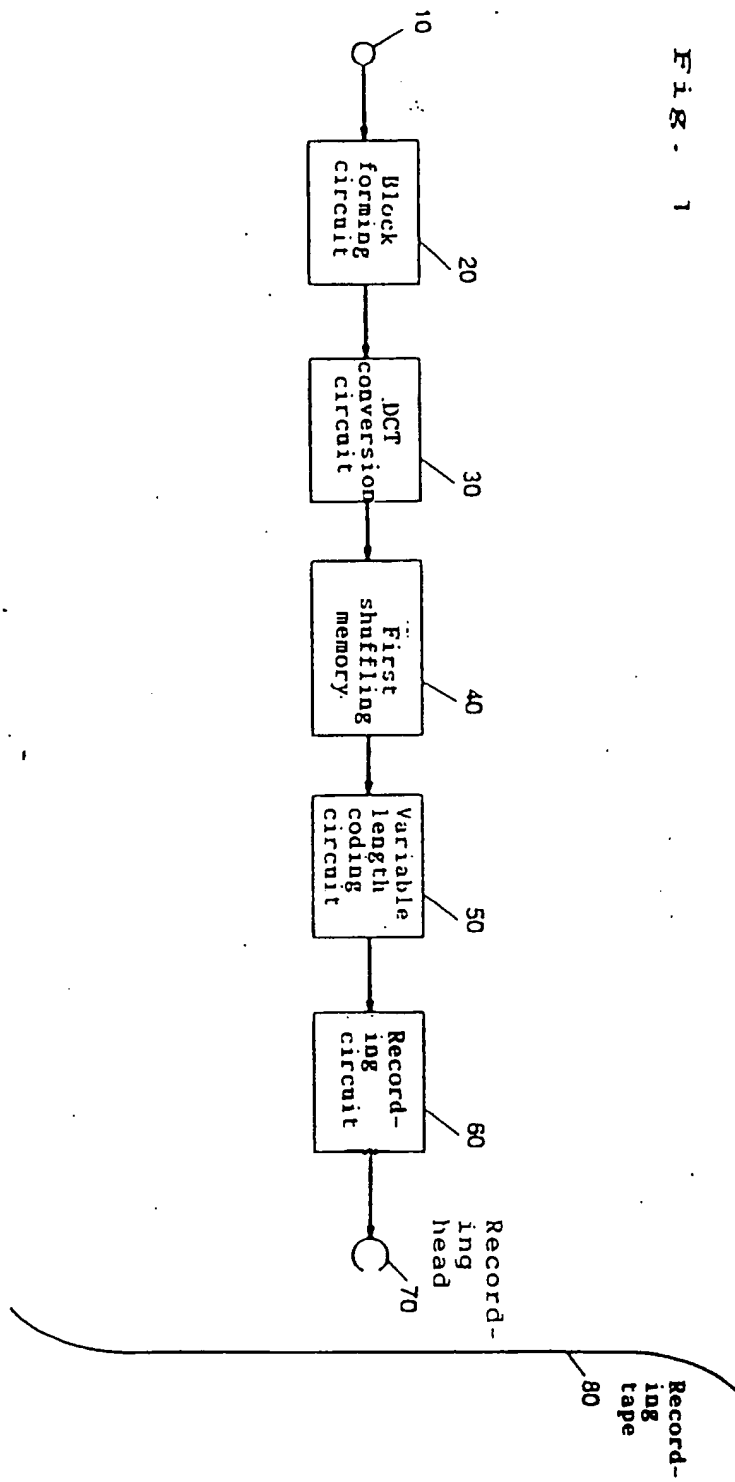 Fig. 1
10
Block
forming
circuit
20
DCT
conversion
circuit
30
First
shuffling
memory
40
Variable
length
coding
circuit
50
Record-
ing
circuit
60
Record-
ing
head
70
Record-
ing
tape
80